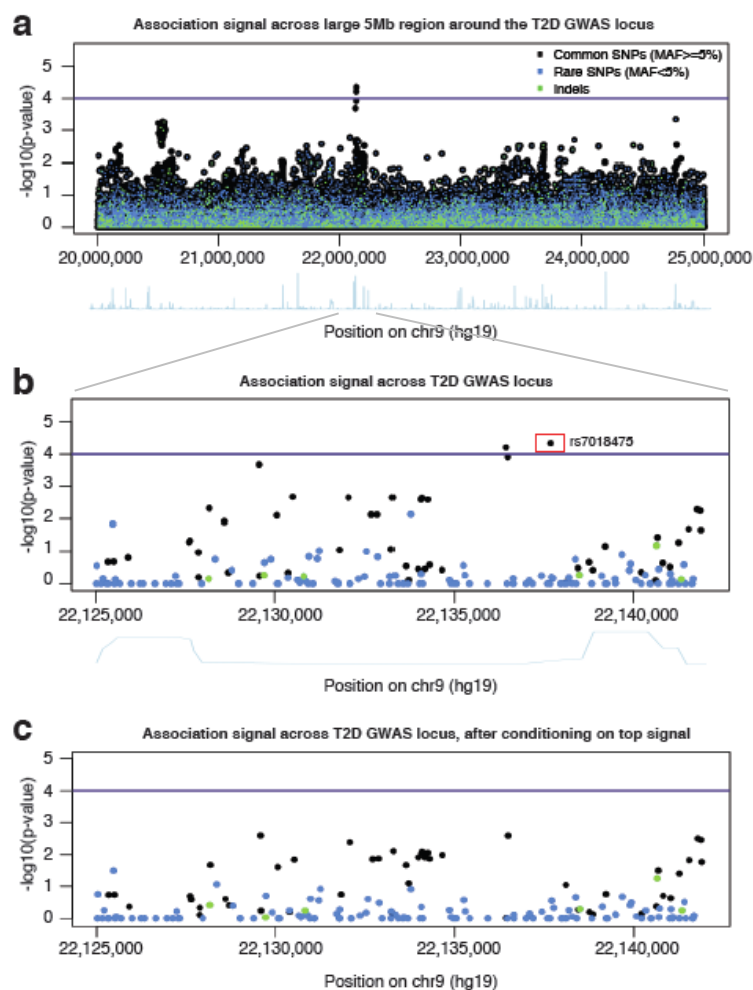 a
Association signal across large 5Mb region around the T2D GWAS locus
-log10(p-value)
5
4
3
2
1
0
Common SNPs (MAF>=5%)
Rare SNPs (MAF<5%)
Indels
20,000,000 21,000,000 22,000,000 23,000,000 24,000,000 25,000,000
Position on chr9 (hg19)
b
Association signal across T2D GWAS locus
-log10(p-value)
5
4
3
2
1
0
rs7018475
22,125,000 22,130,000 22,135,000 22,140,000
Position on chr9 (hg19)
c
Association signal across T2D GWAS locus, after conditioning on top signal
-log10(p-value)
5
4
3
2
1
0
22,125,000 22,130,000 22,135,000 22,140,000
Position on chr9 (hg19)